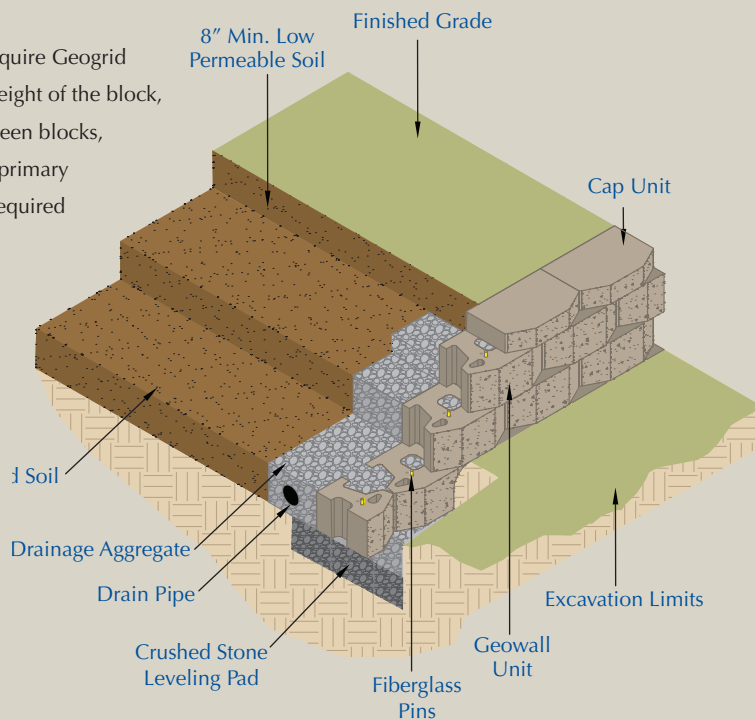 quire Geogrid
eight of the block,
een blocks,
primary
equired
8” Min. Low
Permeable Soil
Finished Grade
Cap Unit
d Soil
Drainage Aggregate
Drain Pipe
Crushed Stone
Leveling Pad
Fiberglass
Pins
Geowall
Unit
Excavation Limits